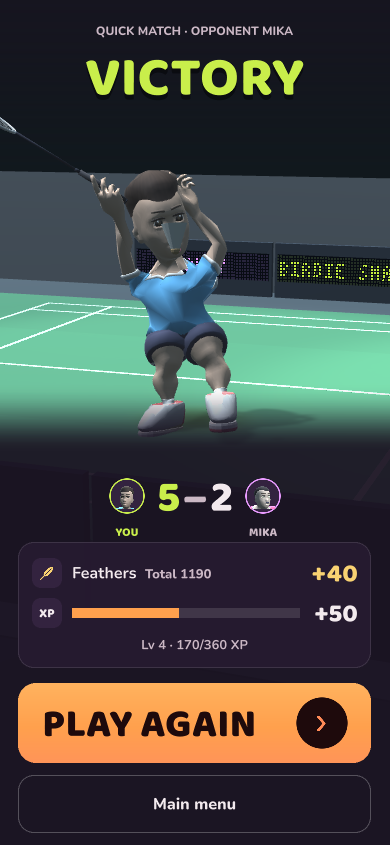 QUICK MATCH · OPPONENT MIKA
VICTORY
BIRDIE SMA
5–2
YOU MIKA
Feathers Total 1190 +40
XP +50
Lv 4 · 170/360 XP
PLAY AGAIN
Main menu